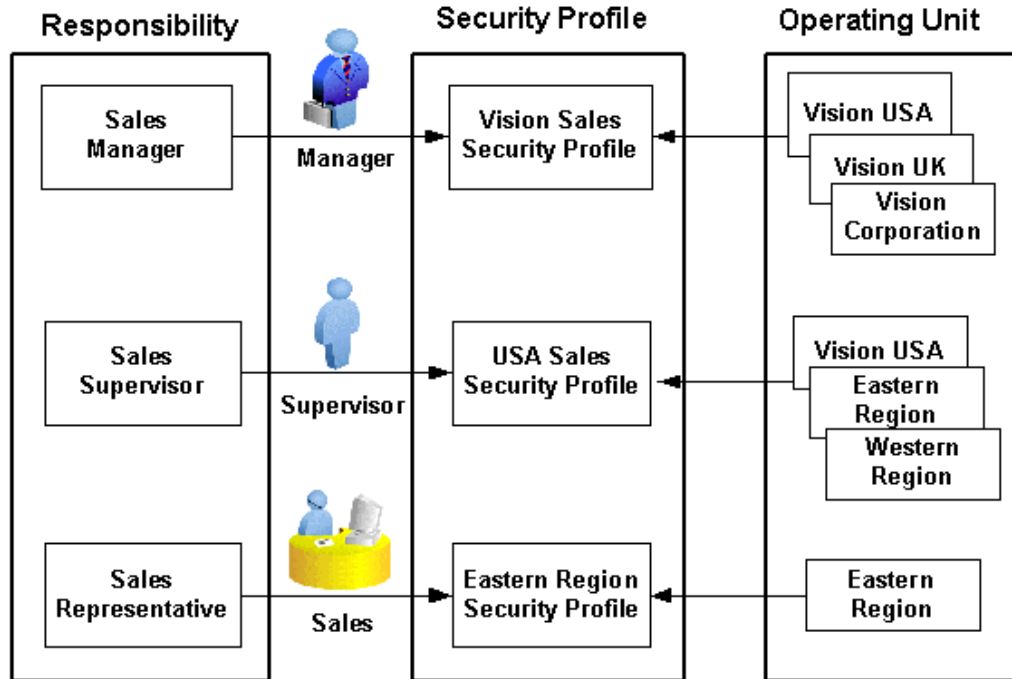 Responsibility
Security Profile
Operating Unit
Sales
Manager
Manager
Vision Sales
Security Profile
Vision USA
Vision UK
Vision
Corporation
Sales
Supervisor
Supervisor
USA Sales
Security Profile
Vision USA
Eastern
Region
Western
Region
Sales
Representative
Sales
Eastern Region
Security Profile
Eastern
Region